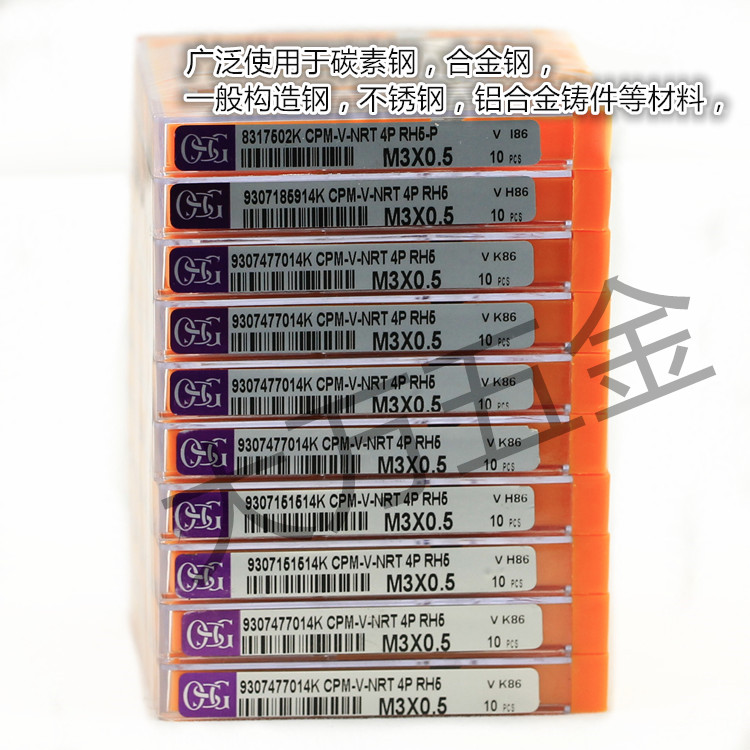 广泛使用于碳素钢，合金钢，
一般构造钢，不锈钢，铝合金铸件等材料，
OSG 8317502K CPM-V-NRT 4P RH5-P V I86
M3X0.5 10 PCS
OSG 9307185914K CPM-V-NRT 4P RH5 V H86
M3X0.5 10 PCS
OSG 9307477014K CPM-V-NRT 4P RH5 V K86
M3X0.5 10 PCS
OSG 9307477014K CPM-V-NRT 4P RH5 V K86
M3X0.5 10 PCS
OSG 9307477014K CPM-V-NRT 4P RH5 V K86
M3X0.5 10 PCS
OSG 9307477014K CPM-V-NRT 4P RH5 V K86
M3X0.5 10 PCS
OSG 9307151514K CPM-V-NRT 4P RH5 V H86
M3X0.5 10 PCS
OSG 9307151514K CPM-V-NRT 4P RH5 V H86
M3X0.5 10 PCS
OSG 9307477014K CPM-V-NRT 4P RH5 V K86
M3X0.5 10 PCS
OSG 9307477014K CPM-V-NRT 4P RH5 V K86
M3X0.5 10 PCS
大万五金